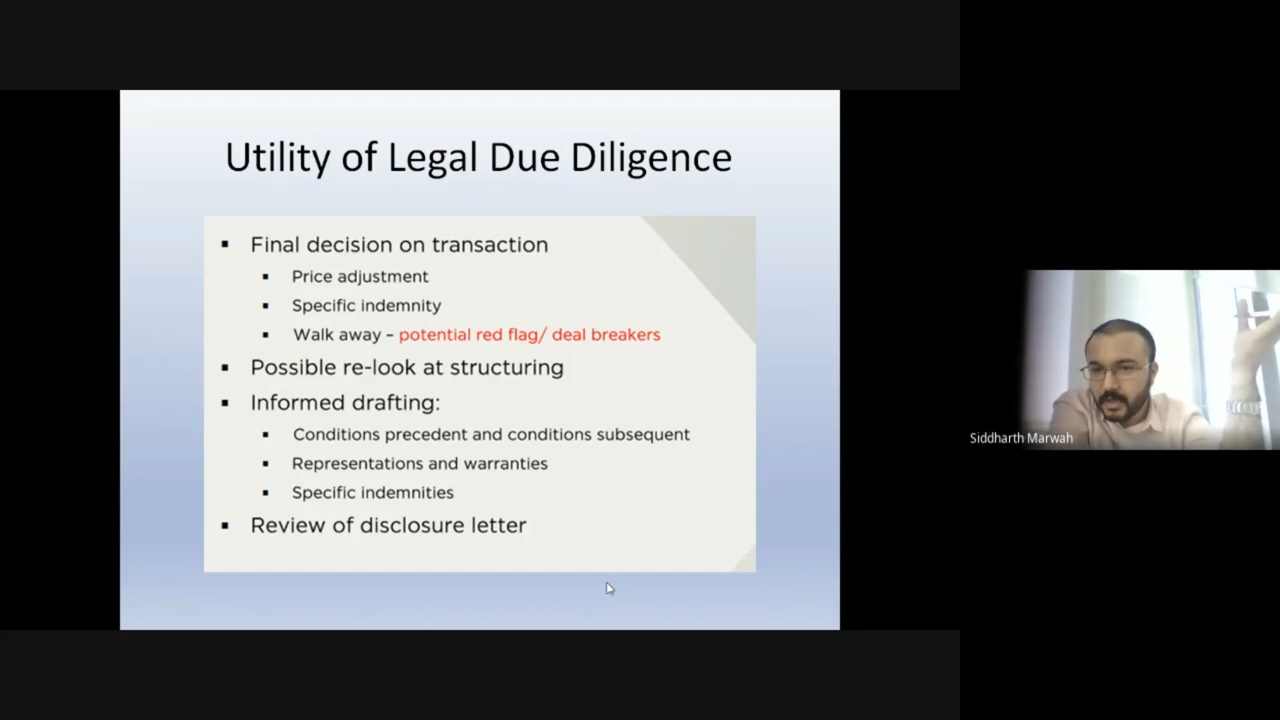 Utility of Legal Due Diligence
▪ Final decision on transaction
▪ Price adjustment
▪ Specific indemnity
▪ Walk away – potential red flag/ deal breakers
▪ Possible re-look at structuring
▪ Informed drafting:
▪ Conditions precedent and conditions subsequent
▪ Representations and warranties
▪ Specific indemnities
▪ Review of disclosure letter
Siddharth Marwah